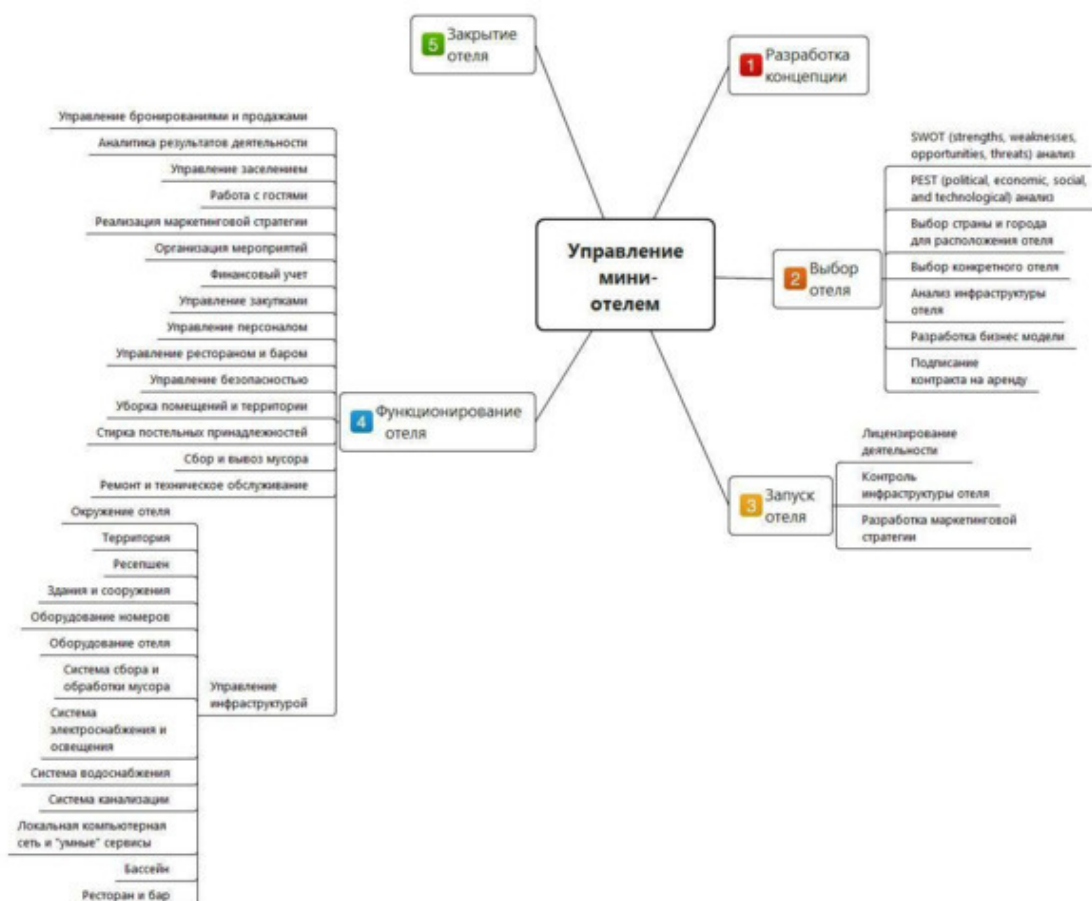 Управление
мини-
отелем
1 Разработка
концепции
2 Выбор
отеля
SWOT (strengths, weaknesses,
opportunities, threats) анализ
PEST (political, economic, social,
and technological) анализ
Выбор страны и города
для расположения отеля
Выбор конкретного отеля
Анализ инфраструктуры
отеля
Разработка бизнес модели
Подписание
контракта на аренду
3 Запуск
отеля
Лицензирование
деятельности
Контроль
инфраструктуры отеля
Разработка маркетинговой
стратегии
4 Функционирование
отеля
Управление бронированиями и продажами
Аналитика результатов деятельности
Управление заселением
Работа с гостями
Реализация маркетинговой стратегии
Организация мероприятий
Финансовый учет
Управление закупками
Управление персоналом
Управление рестораном и баром
Управление безопасностью
Уборка помещений и территории
Стирка постельных принадлежностей
Сбор и вывоз мусора
Ремонт и техническое обслуживание
Управление
инфраструктурой
Окружение отеля
Территория
Ресепшен
Здания и сооружения
Оборудование номеров
Оборудование отеля
Система сбора и
обработки мусора
Система
электроснабжения и
освещения
Система водоснабжения
Система канализации
Локальная компьютерная
сеть и "умные" сервисы
Бассейн
Ресторан и бар
5 Закрытие
отеля